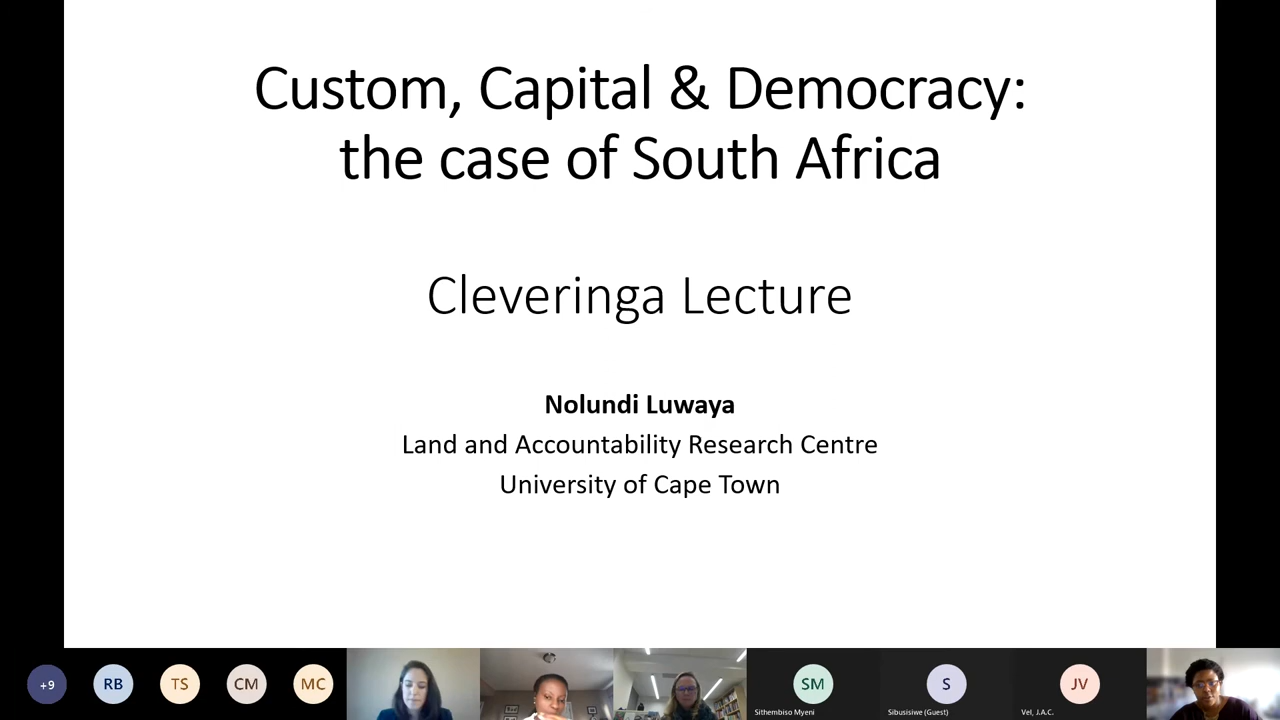 Custom, Capital & Democracy:
the case of South Africa
Cleveringa Lecture
Nolundi Luwaya
Land and Accountability Research Centre
University of Cape Town
+9
RB
TS
CM
MC
SM
Sithembiso Myeni
S
Sibusisiwe (Guest)
JV
Vel, J.A.C.